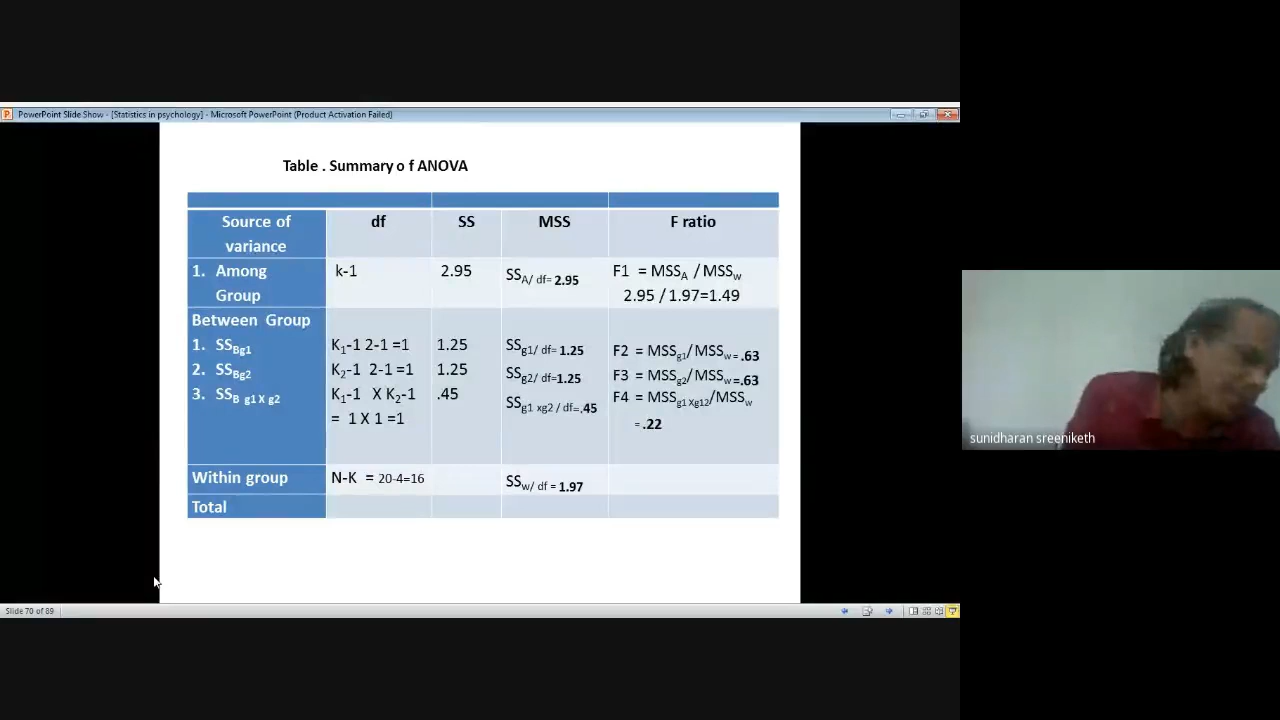 PowerPoint Slide Show - [Statistics in psychology] - Microsoft PowerPoint (Product Activation Failed)
Table . Summary o f ANOVA
Source of variance df SS MSS F ratio
1. Among Group k-1 2.95 SSA/ df= 2.95 F1 = MSSA / MSSw
2.95 / 1.97=1.49
Between Group
1. SSBg1 K1-1 2-1 =1 1.25 SSg1/ df= 1.25 F2 = MSSg1/ MSSw = .63
2. SSBg2 K2-1 2-1 =1 1.25 SSg2/ df=1.25 F3 = MSSg2/ MSSw =.63
3. SSB g1 X g2 K1-1 X K2-1 .45 SSg1 xg2 / df=.45 F4 = MSSg1 Xg12/MSSw
= 1 X 1 =1 = .22
Within group N-K = 20-4=16 SSw/ df = 1.97
Total
sunidharan sreeniketh
Slide 70 of 89